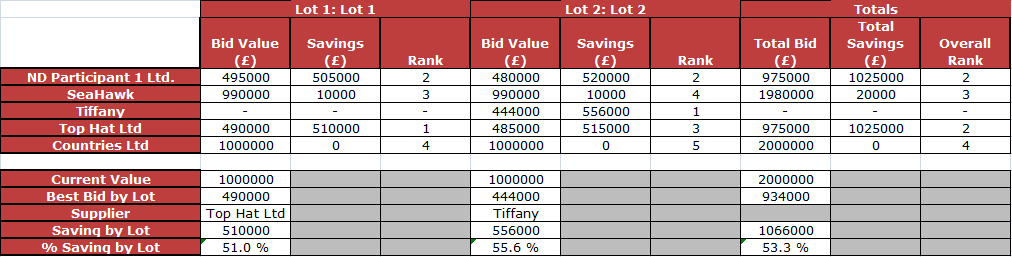 Lot 1: Lot 1 Lot 2: Lot 2 Totals
Bid Value (£) Savings (£) Rank Bid Value (£) Savings (£) Rank Total Bid (£) Total Savings (£) Overall Rank
ND Participant 1 Ltd. 495000 505000 2 480000 520000 2 975000 1025000 2
SeaHawk 990000 10000 3 990000 10000 4 1980000 20000 3
Tiffany - - - 444000 556000 1 - - -
Top Hat Ltd 490000 510000 1 485000 515000 3 975000 1025000 2
Countries Ltd 1000000 0 4 1000000 0 5 2000000 0 4
Current Value 1000000 1000000 2000000
Best Bid by Lot 490000 444000 934000
Supplier Top Hat Ltd Tiffany
Saving by Lot 510000 556000 1066000
% Saving by Lot 51.0 % 55.6 % 53.3 %